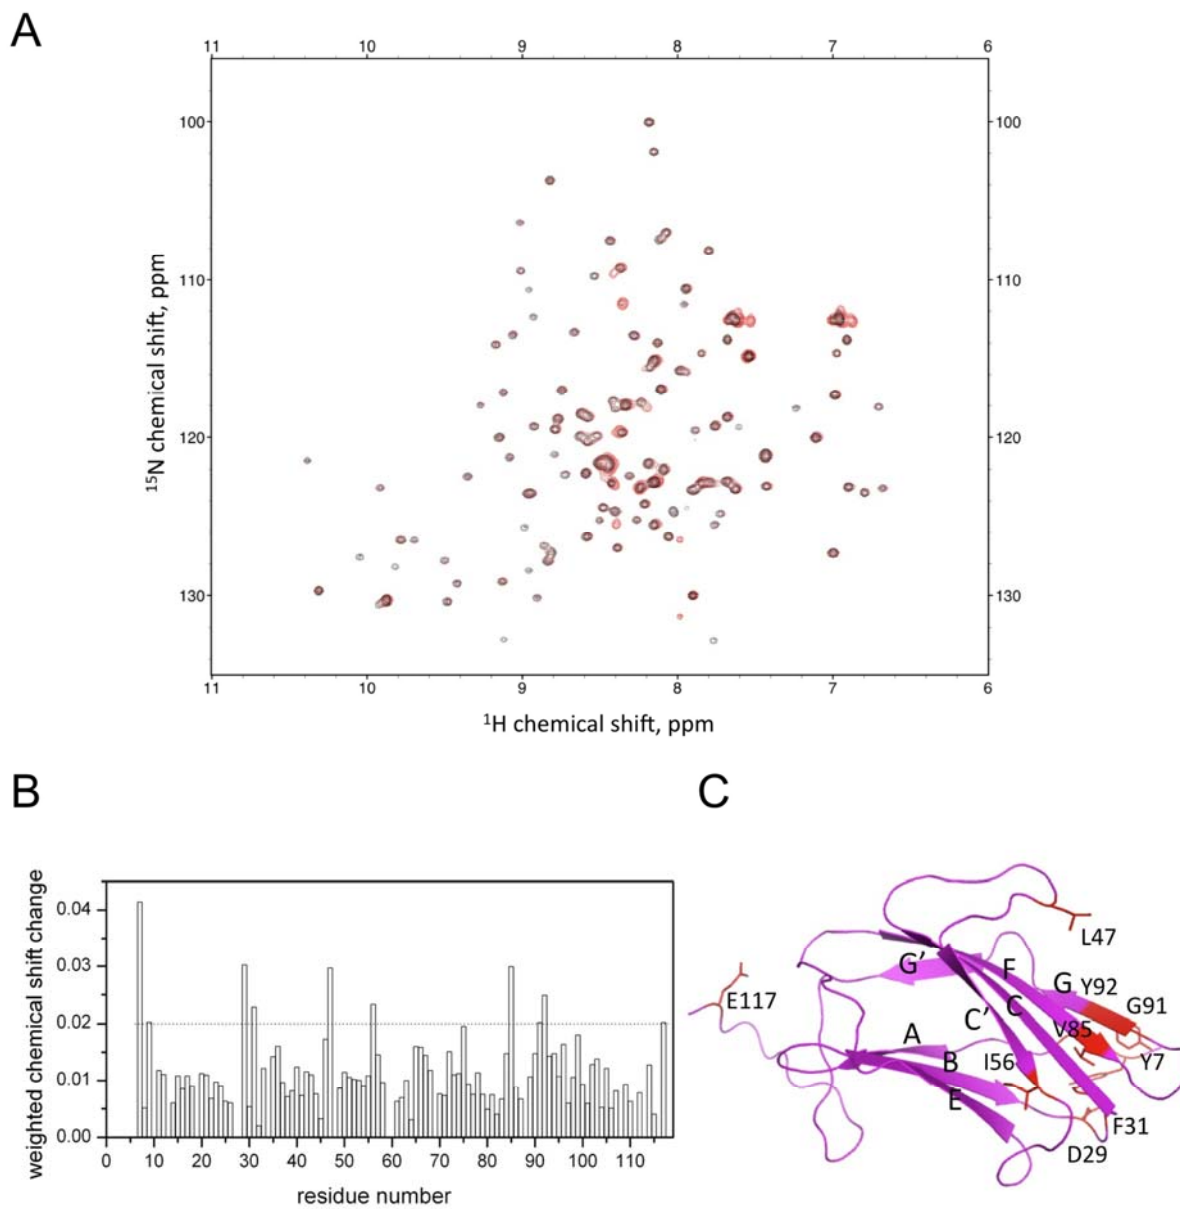 A
11 10 9 8 7 6
100 100
110 110
120 120
130 130
15N chemical shift, ppm
11 10 9 8 7 6
1H chemical shift, ppm
B
0.04
0.03
0.02
0.01
0.00
weighted chemical shift change
0 10 20 30 40 50 60 70 80 90 100 110
residue number
C
L47
G' F
G Y92
E117 G91
C
C' V85
A
B I56 Y7
E
F31
D29